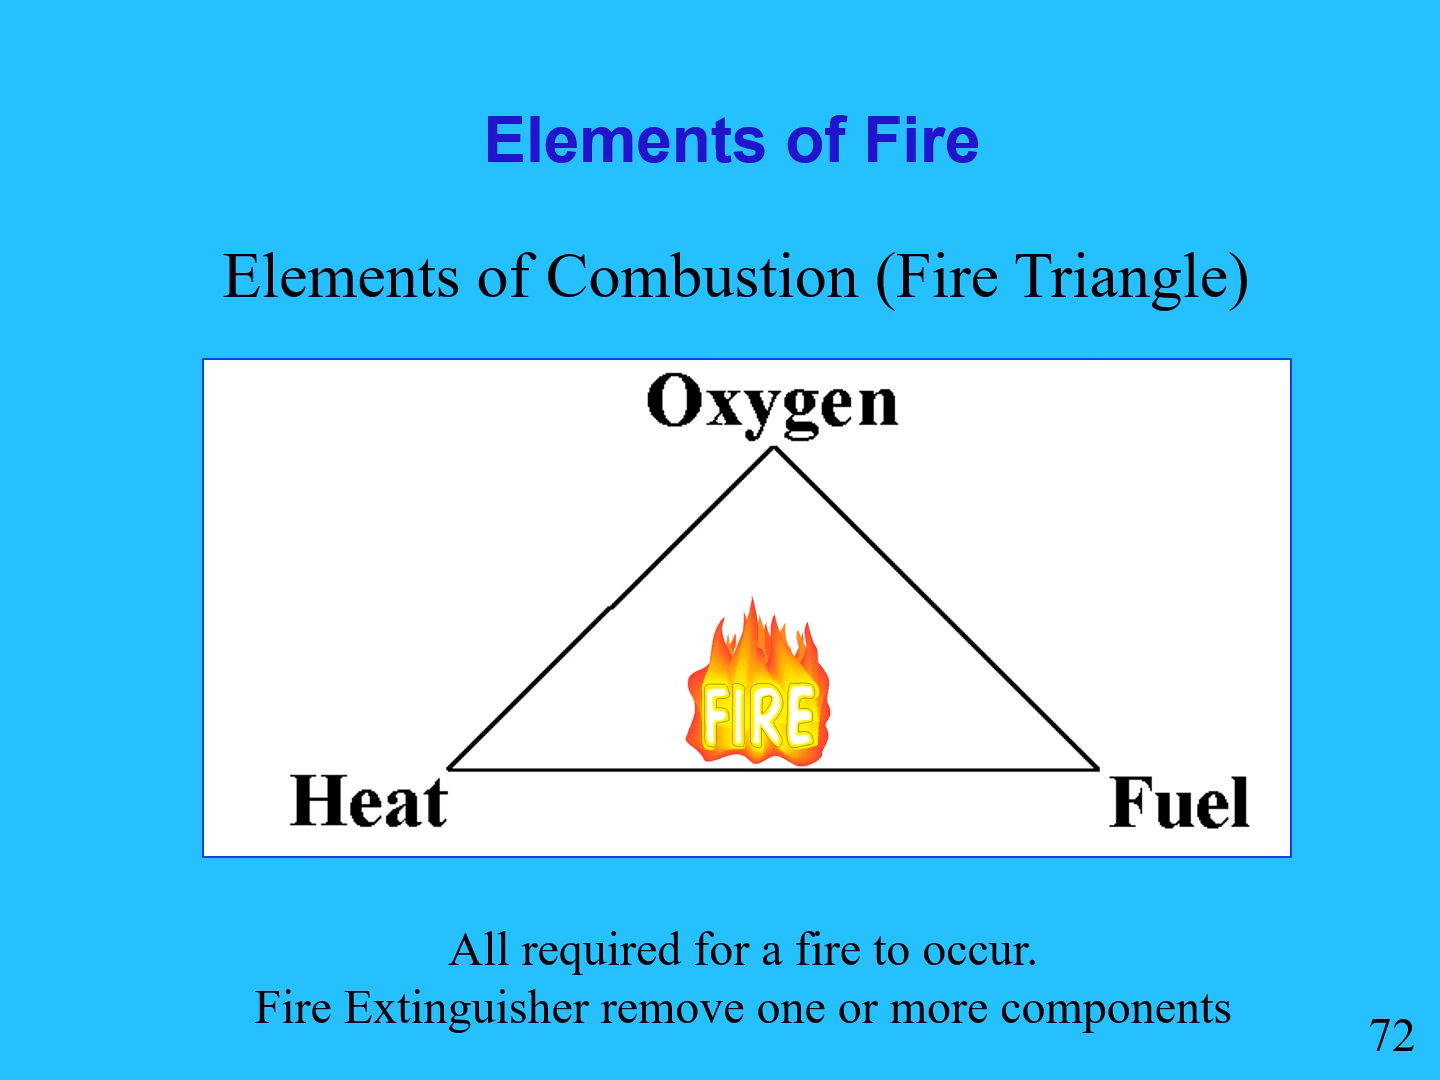 Elements of Fire
Elements of Combustion (Fire Triangle)
Oxygen
FIRE
Heat
Fuel
All required for a fire to occur.
Fire Extinguisher remove one or more components
72